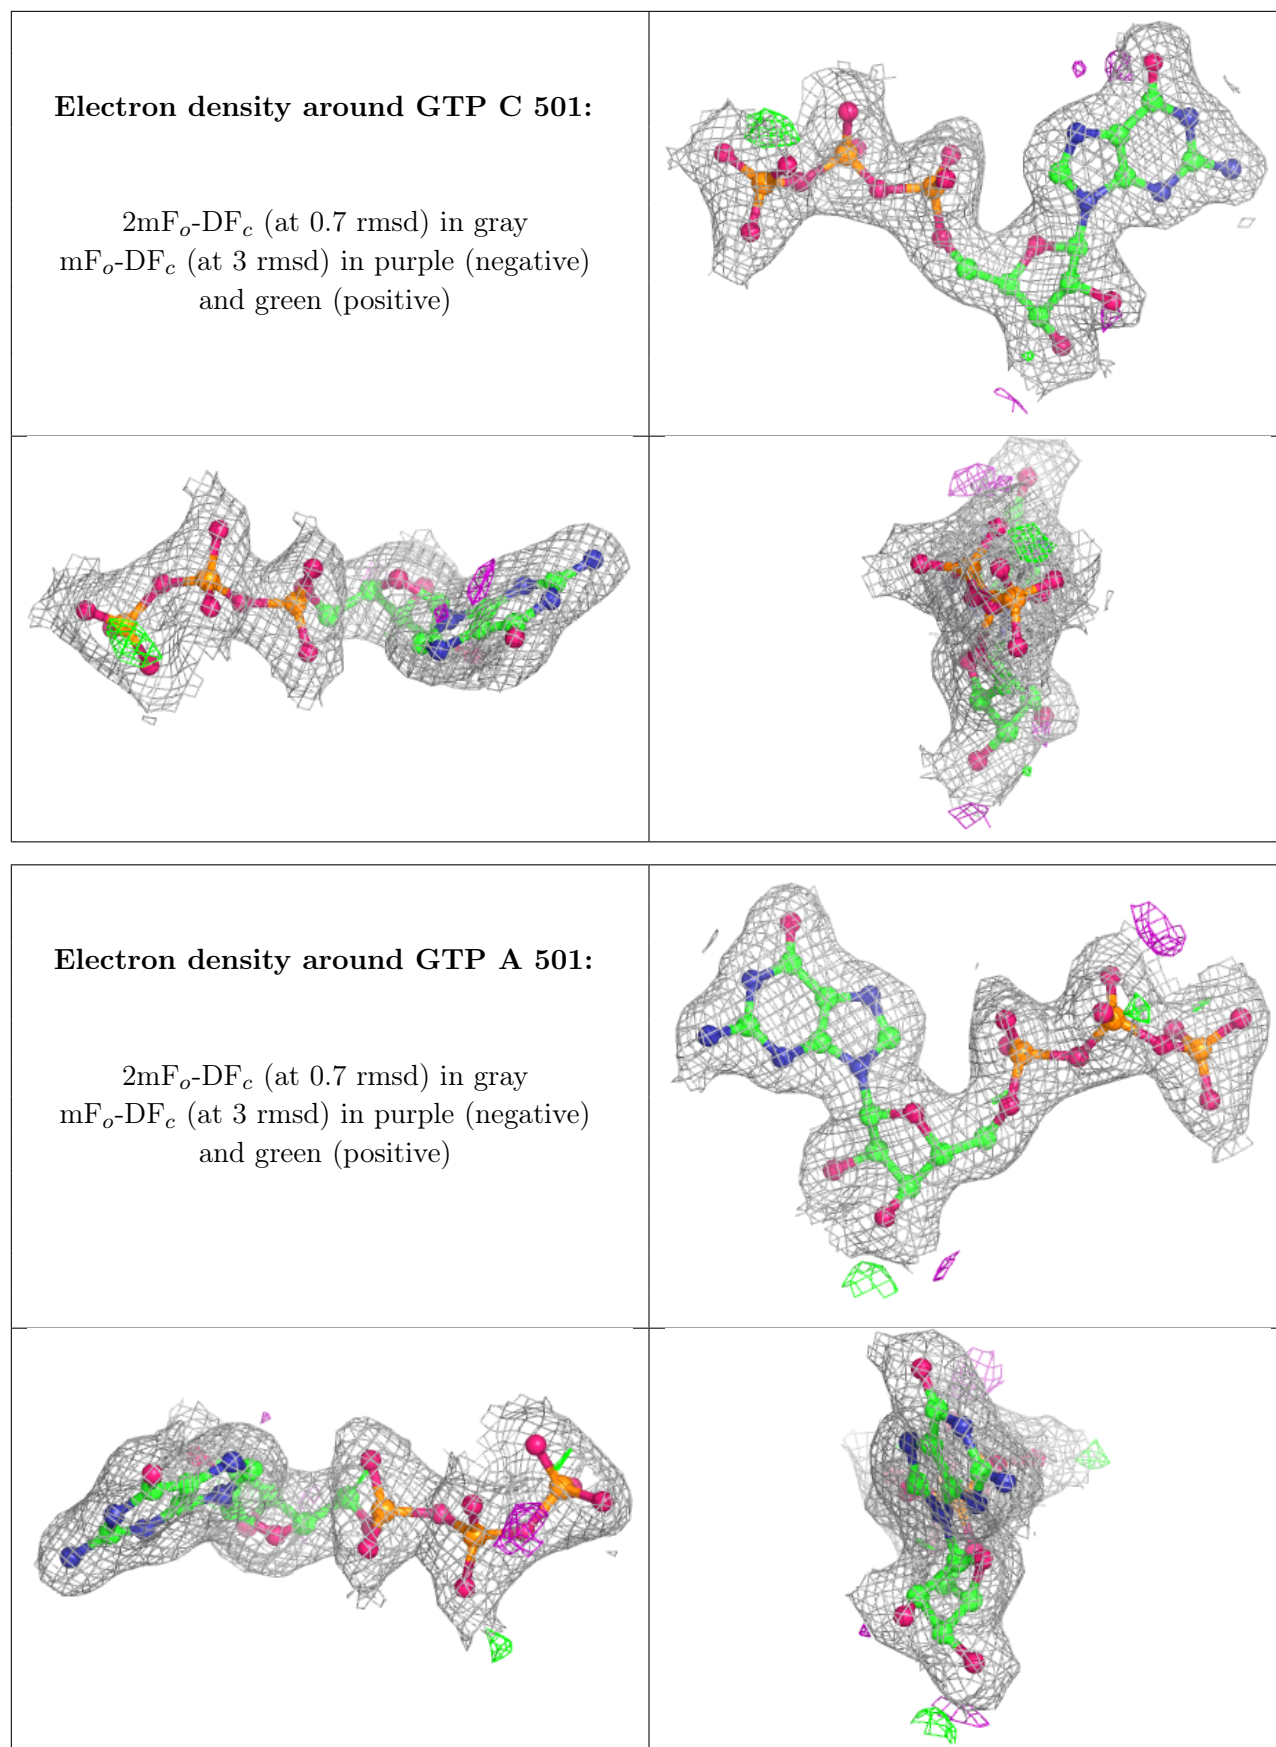 Electron density around GTP C 501:
2mFo-DFc (at 0.7 rmsd) in gray
mFo-DFc (at 3 rmsd) in purple (negative)
and green (positive)
Electron density around GTP A 501:
2mFo-DFc (at 0.7 rmsd) in gray
mFo-DFc (at 3 rmsd) in purple (negative)
and green (positive)